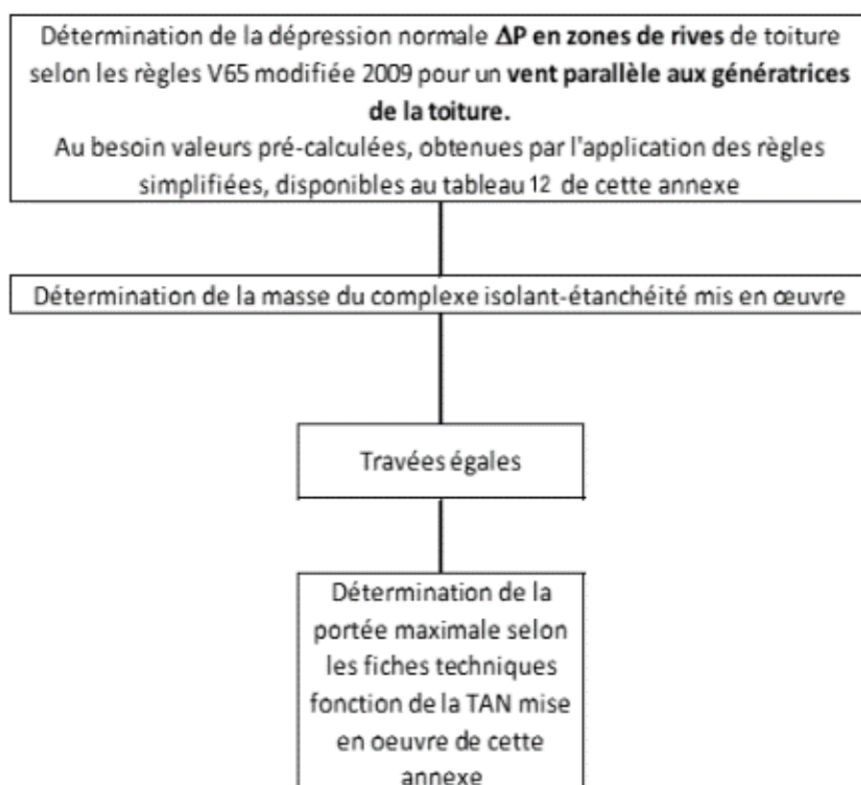 Détermination de la dépression normale ΔP en zones de rives de toiture
selon les règles V65 modifiée 2009 pour un vent parallèle aux génératrices
de la toiture.
Au besoin valeurs pré-calculées, obtenues par l'application des règles
simplifiées, disponibles au tableau 12 de cette annexe
Détermination de la masse du complexe isolant-étanchéité mis en œuvre
Travées égales
Détermination de la
portée maximale selon
les fiches techniques
fonction de la TAN mise
en oeuvre de cette
annexe